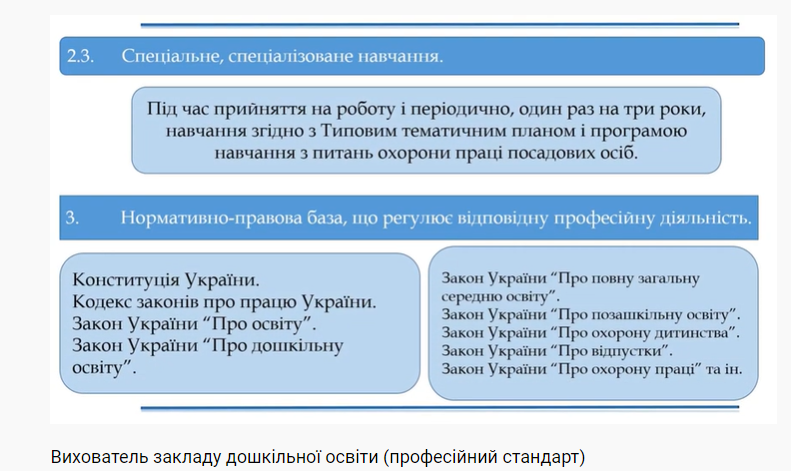 2.3. Спеціальне, спеціалізоване навчання.
Під час прийняття на роботу і періодично, один раз на три роки,
навчання згідно з Типовим тематичним планом і програмою
навчання з питань охорони праці посадових осіб.
3. Нормативно-правова база, що регулює відповідну професійну діяльність.
Конституція України.
Кодекс законів про працю України.
Закон України “Про освіту”.
Закон України “Про дошкільну
освіту”.
Закон України “Про повну загальну
середню освіту”.
Закон України “Про позашкільну освіту”.
Закон України “Про охорону дитинства”.
Закон України “Про відпустки”.
Закон України “Про охорону праці” та ін.
Вихователь закладу дошкільної освіти (професійний стандарт)